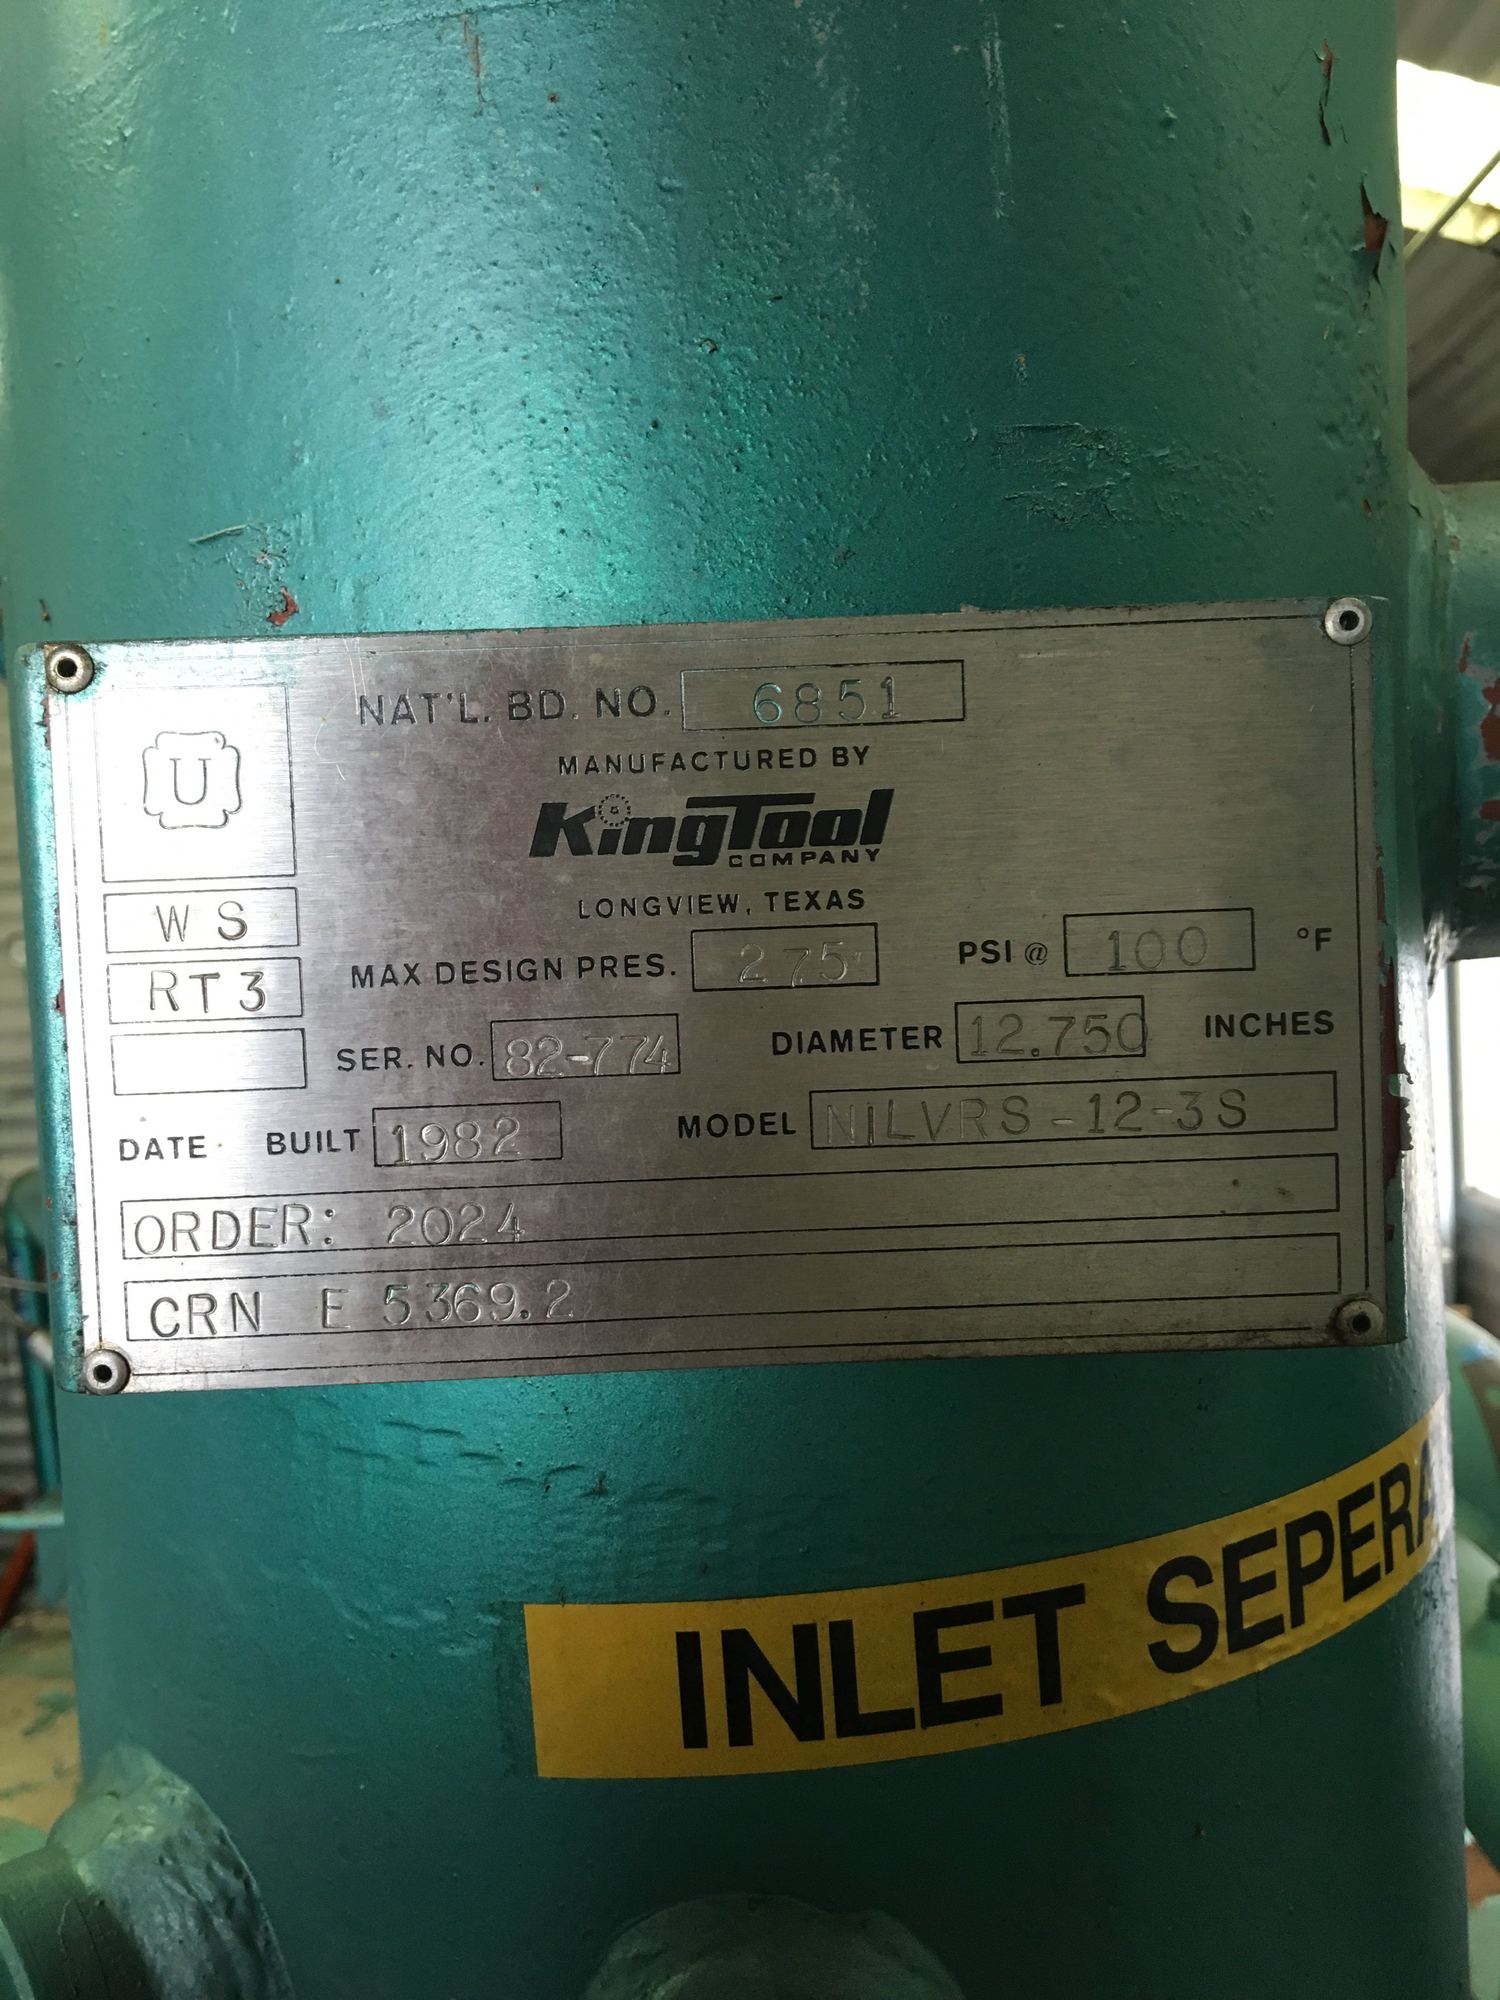 U
NAT'L. BD. NO. 6851
MANUFACTURED BY
KingTool
COMPANY
LONGVIEW, TEXAS
W S
RT3
MAX DESIGN PRES. 275 PSI @ 100 °F
SER. NO. 82-774 DIAMETER 12.750 INCHES
DATE BUILT 1982 MODEL NILVRS-12-3S
ORDER: 2024
CRN E 5369.2
INLET SEPERA